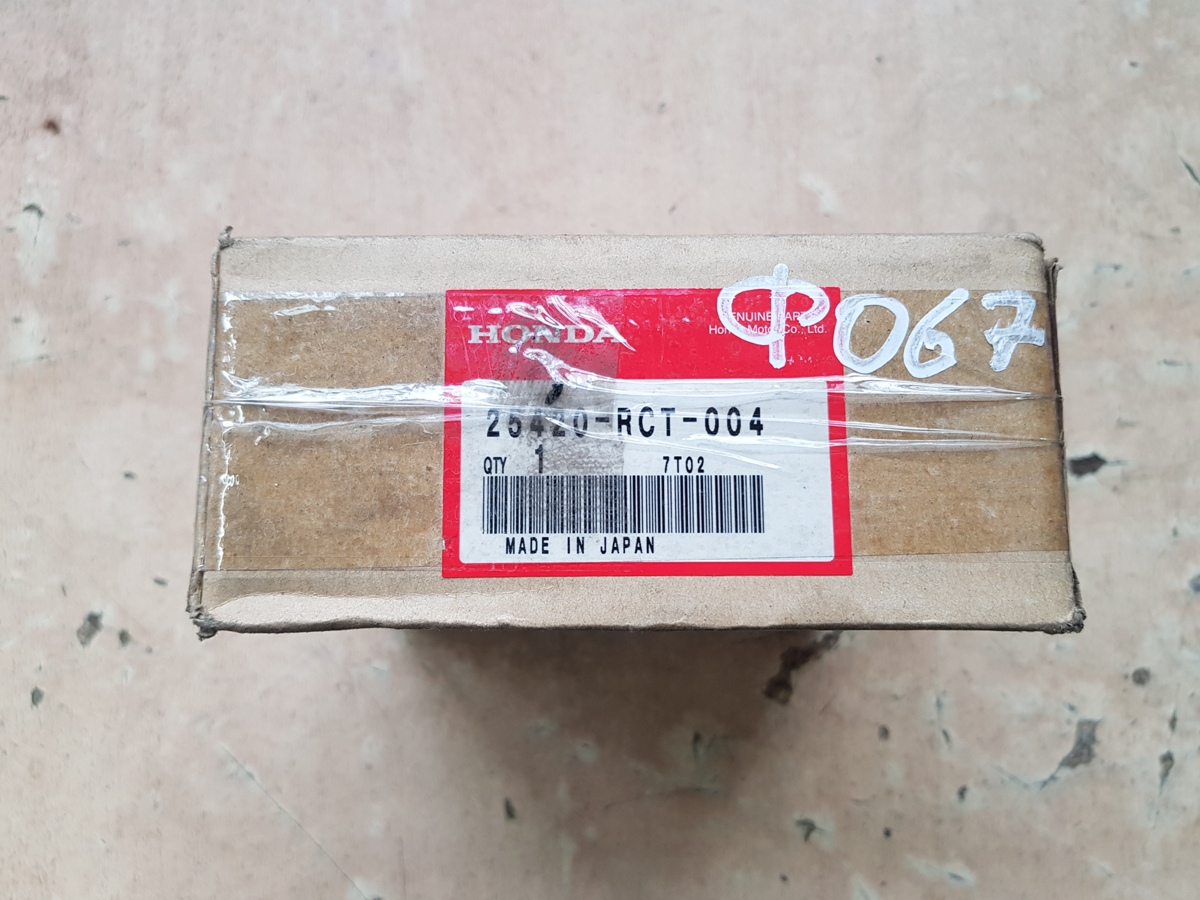 HONDA
GENUINE PARTS
Honda Motor Co., Ltd.
Ф067
25420-RCT-004
QTY 1 7T02
MADE IN JAPAN